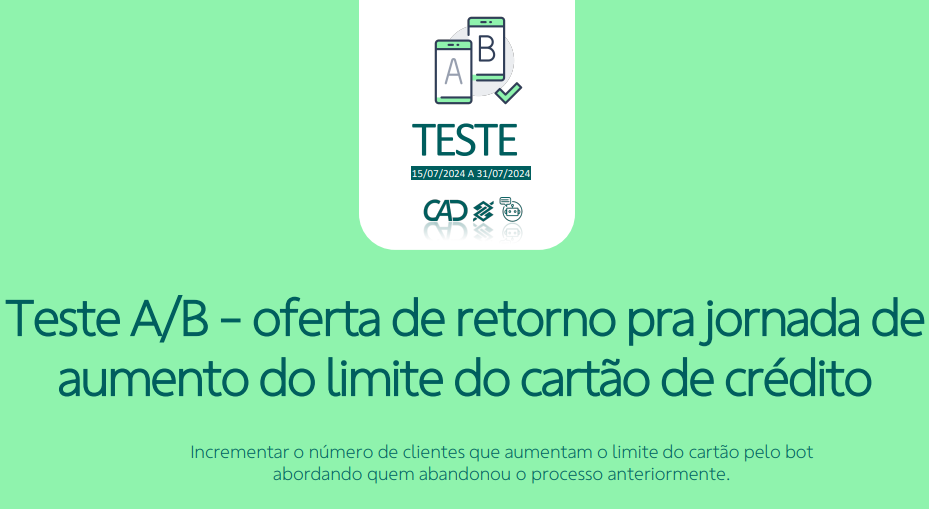 A
B
TESTE
15/07/2024 A 31/07/2024
CAD
Teste A/B – oferta de retorno pra jornada de
aumento do limite do cartão de crédito
Incrementar o número de clientes que aumentam o limite do cartão pelo bot
abordando quem abandonou o processo anteriormente.